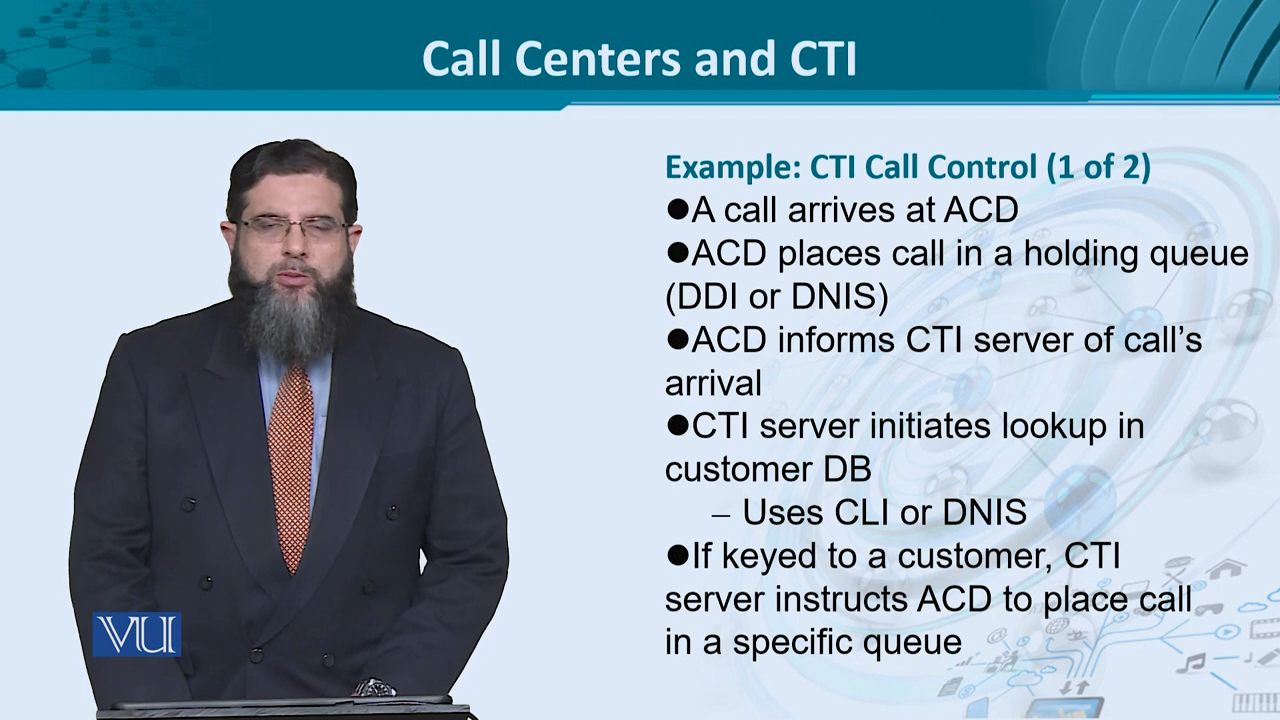 Call Centers and CTI
Example: CTI Call Control (1 of 2)
●A call arrives at ACD
●ACD places call in a holding queue
(DDI or DNIS)
●ACD informs CTI server of call's
arrival
●CTI server initiates lookup in
customer DB
– Uses CLI or DNIS
●If keyed to a customer, CTI
server instructs ACD to place call
in a specific queue
VU